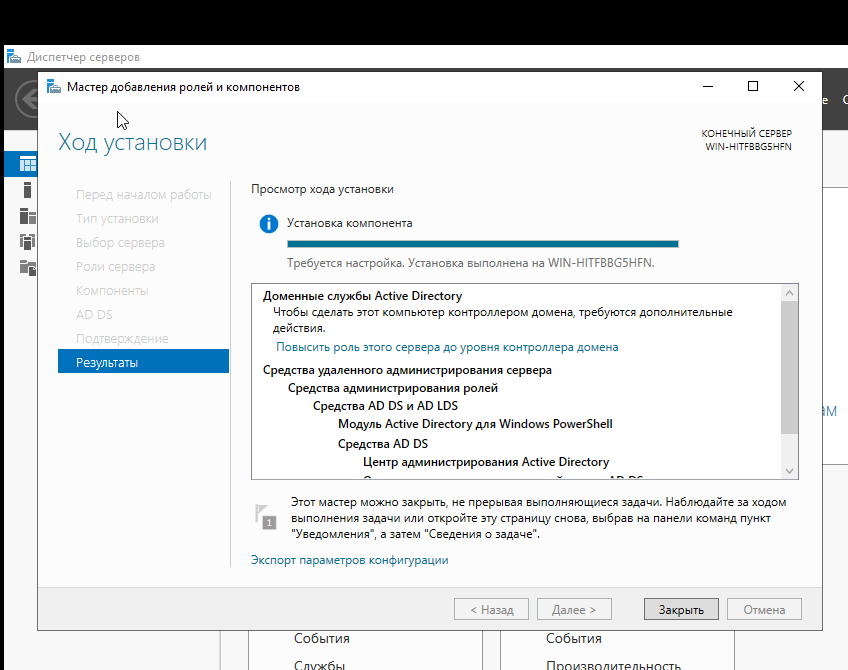 Диспетчер серверов
Мастер добавления ролей и компонентов
Ход установки
КОНЕЧНЫЙ СЕРВЕР
WIN-HITFBBG5HFN
Перед началом работы
Тип установки
Выбор сервера
Роли сервера
Компоненты
AD DS
Подтверждение
Результаты
Просмотр хода установки
Установка компонента
Требуется настройка. Установка выполнена на WIN-HITFBBG5HFN.
Доменные службы Active Directory
Чтобы сделать этот компьютер контроллером домена, требуются дополнительные
действия.
Повысить роль этого сервера до уровня контроллера домена
Средства удаленного администрирования сервера
Средства администрирования ролей
Средства AD DS и AD LDS
Модуль Active Directory для Windows PowerShell
Средства AD DS
Центр администрирования Active Directory
1
Этот мастер можно закрыть, не прерывая выполняющиеся задачи. Наблюдайте за ходом
выполнения задачи или откройте эту страницу снова, выбрав на панели команд пункт
"Уведомления", а затем "Сведения о задаче".
Экспорт параметров конфигурации
< Назад
Далее >
Закрыть
Отмена
События
События
Службы
Производительность